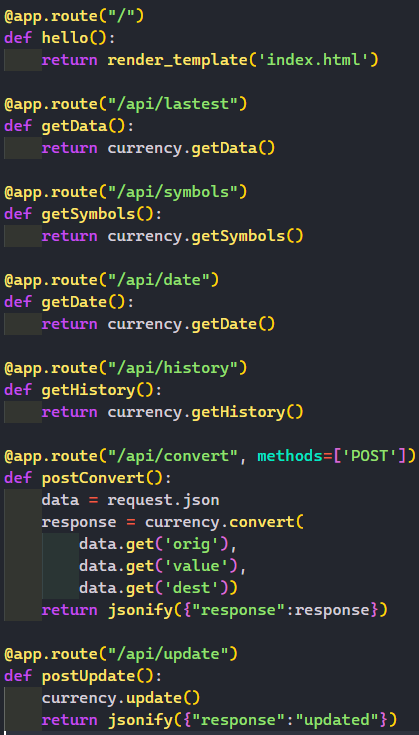 @app.route("/")
def hello():
    return render_template('index.html')

@app.route("/api/lastest")
def getData():
    return currency.getData()

@app.route("/api/symbols")
def getSymbols():
    return currency.getSymbols()

@app.route("/api/date")
def getDate():
    return currency.getDate()

@app.route("/api/history")
def getHistory():
    return currency.getHistory()

@app.route("/api/convert", methods=['POST'])
def postConvert():
    data = request.json
    response = currency.convert(
        data.get('orig'),
        data.get('value'),
        data.get('dest'))
    return jsonify({"response":response})

@app.route("/api/update")
def postUpdate():
    currency.update()
    return jsonify({"response":"updated"})